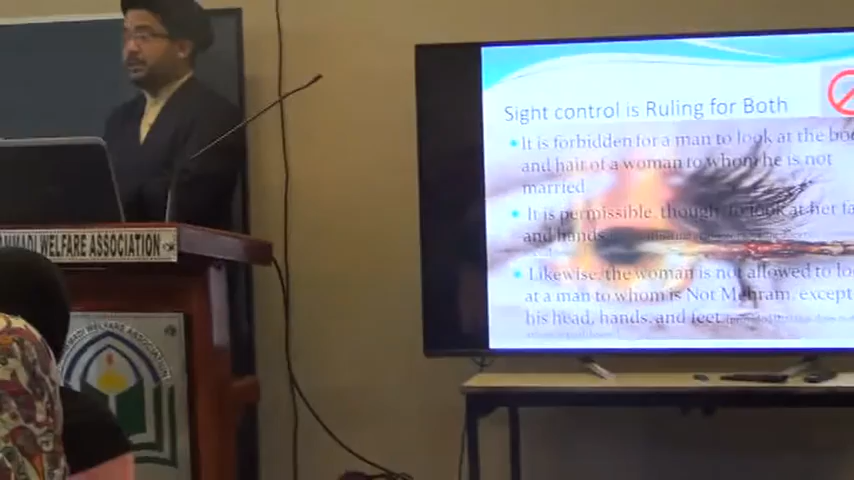 Sight control is Ruling for Both
• It is forbidden for a man to look at the
and hair of a woman to whom he is not
married
• It is permissible, though to look at her
and hands
• Likewise, the woman is not allowed to
at a man to whom is Not Mehram, except
his head, hands, and feet
WELFARE ASSOCIATION
WELFARE ASSOCIATION